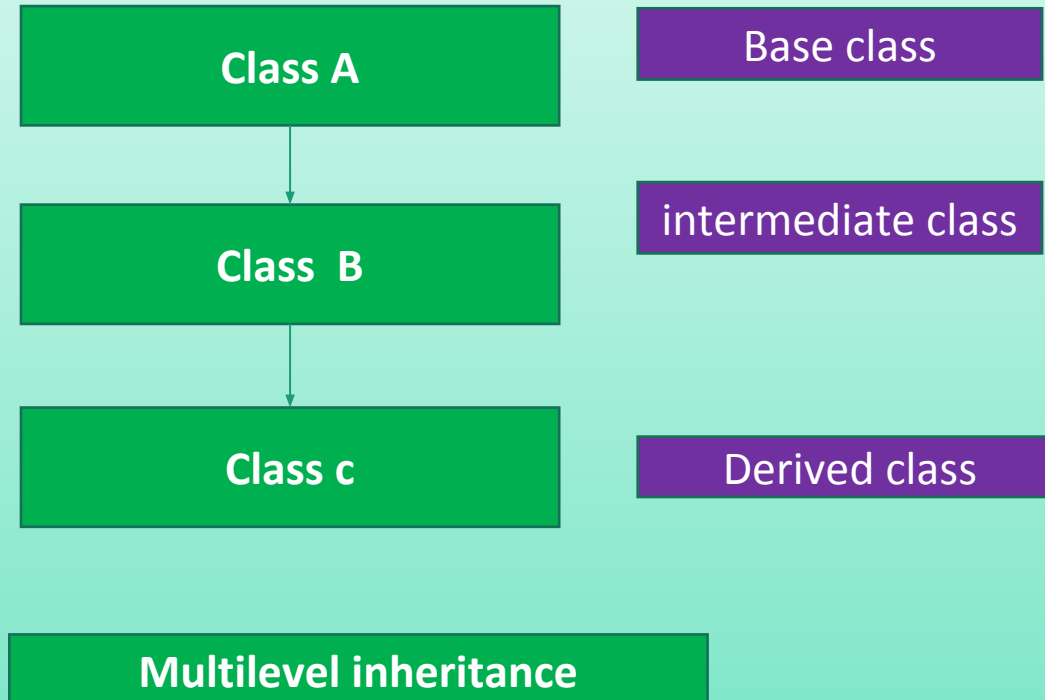 Class A
Base class
intermediate class
Class B
Class c
Derived class
Multilevel inheritance